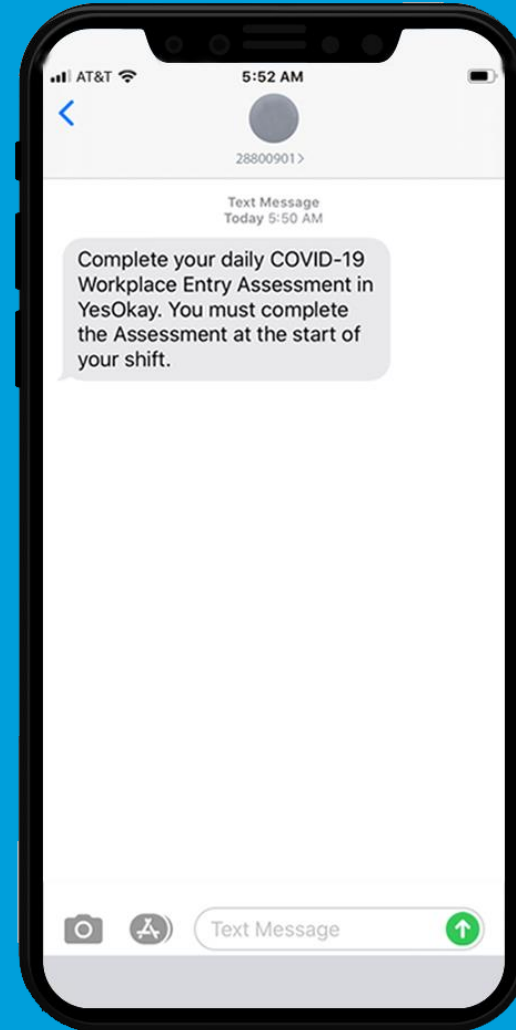 AT&T 5:52 AM
28800901 >
Text Message
Today 5:50 AM
Complete your daily COVID-19
Workplace Entry Assessment in
YesOkay. You must complete
the Assessment at the start of
your shift.
Text Message